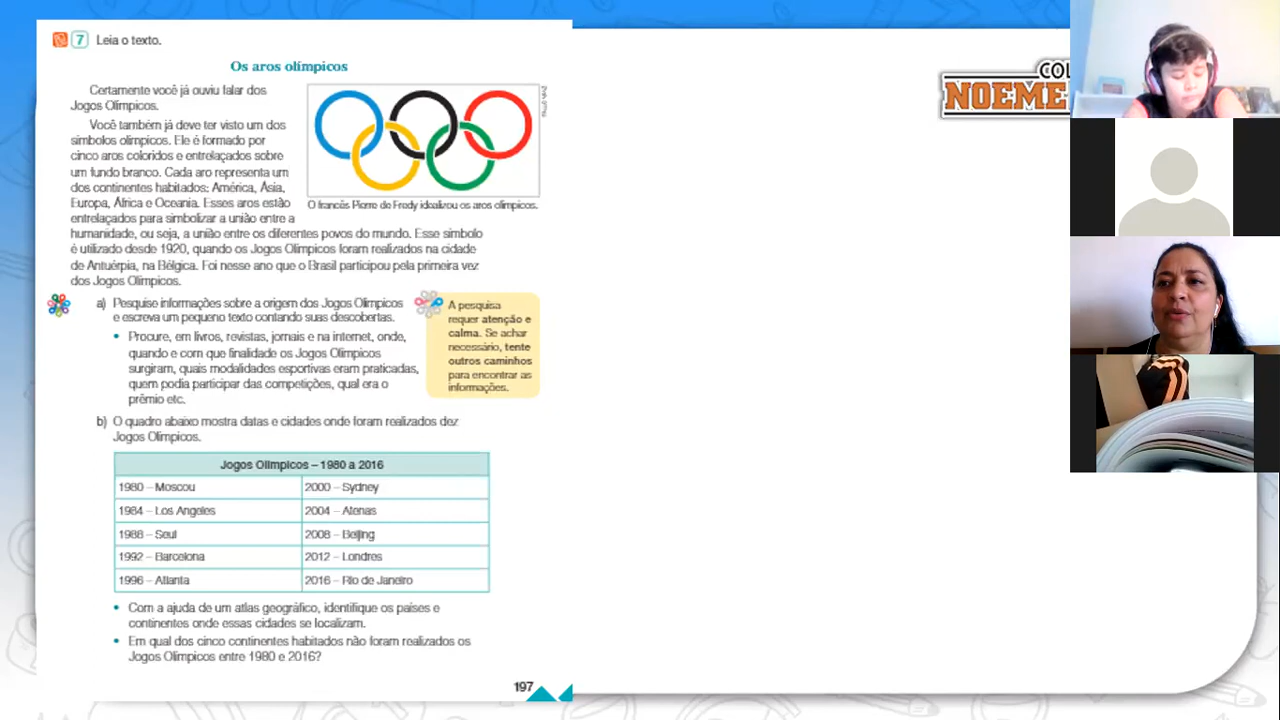 7 Leia o texto.
Os aros olímpicos
Certamente você já ouviu falar dos
Jogos Olímpicos.
Você também já deve ter visto um dos
símbolos olímpicos. Ele é formado por
cinco aros coloridos e entrelaçados sobre
um fundo branco. Cada aro representa um
dos continentes habitados: América, Ásia,
Europa, África e Oceania. Esses aros estão
entrelaçados para simbolizar a união entre a
humanidade, ou seja, a união entre os diferentes povos do mundo. Esse símbolo
é utilizado desde 1920, quando os Jogos Olímpicos foram realizados na cidade
de Antuérpia, na Bélgica. Foi nesse ano que o Brasil participou pela primeira vez
dos Jogos Olímpicos.
O francês Pierre de Fredy idealizou os aros olímpicos.
a) Pesquise informações sobre a origem dos Jogos Olímpicos
e escreva um pequeno texto contando suas descobertas.
• Procure, em livros, revistas, jornais e na internet, onde,
quando e com que finalidade os Jogos Olímpicos
surgiram, quais modalidades esportivas eram praticadas,
quem podia participar das competições, qual era o
prêmio etc.
A pesquisa
requer atenção e
calma. Se achar
necessário, tente
outros caminhos
para encontrar as
informações.
b) O quadro abaixo mostra datas e cidades onde foram realizados dez
Jogos Olímpicos.
Jogos Olímpicos – 1980 a 2016
1980 – Moscou 2000 – Sydney
1984 – Los Angeles 2004 – Atenas
1988 – Seul 2008 – Beijing
1992 – Barcelona 2012 – Londres
1996 – Atlanta 2016 – Rio de Janeiro
• Com a ajuda de um atlas geográfico, identifique os países e
continentes onde essas cidades se localizam.
• Em qual dos cinco continentes habitados não foram realizados os
Jogos Olímpicos entre 1980 e 2016?
197
COL
NOEME